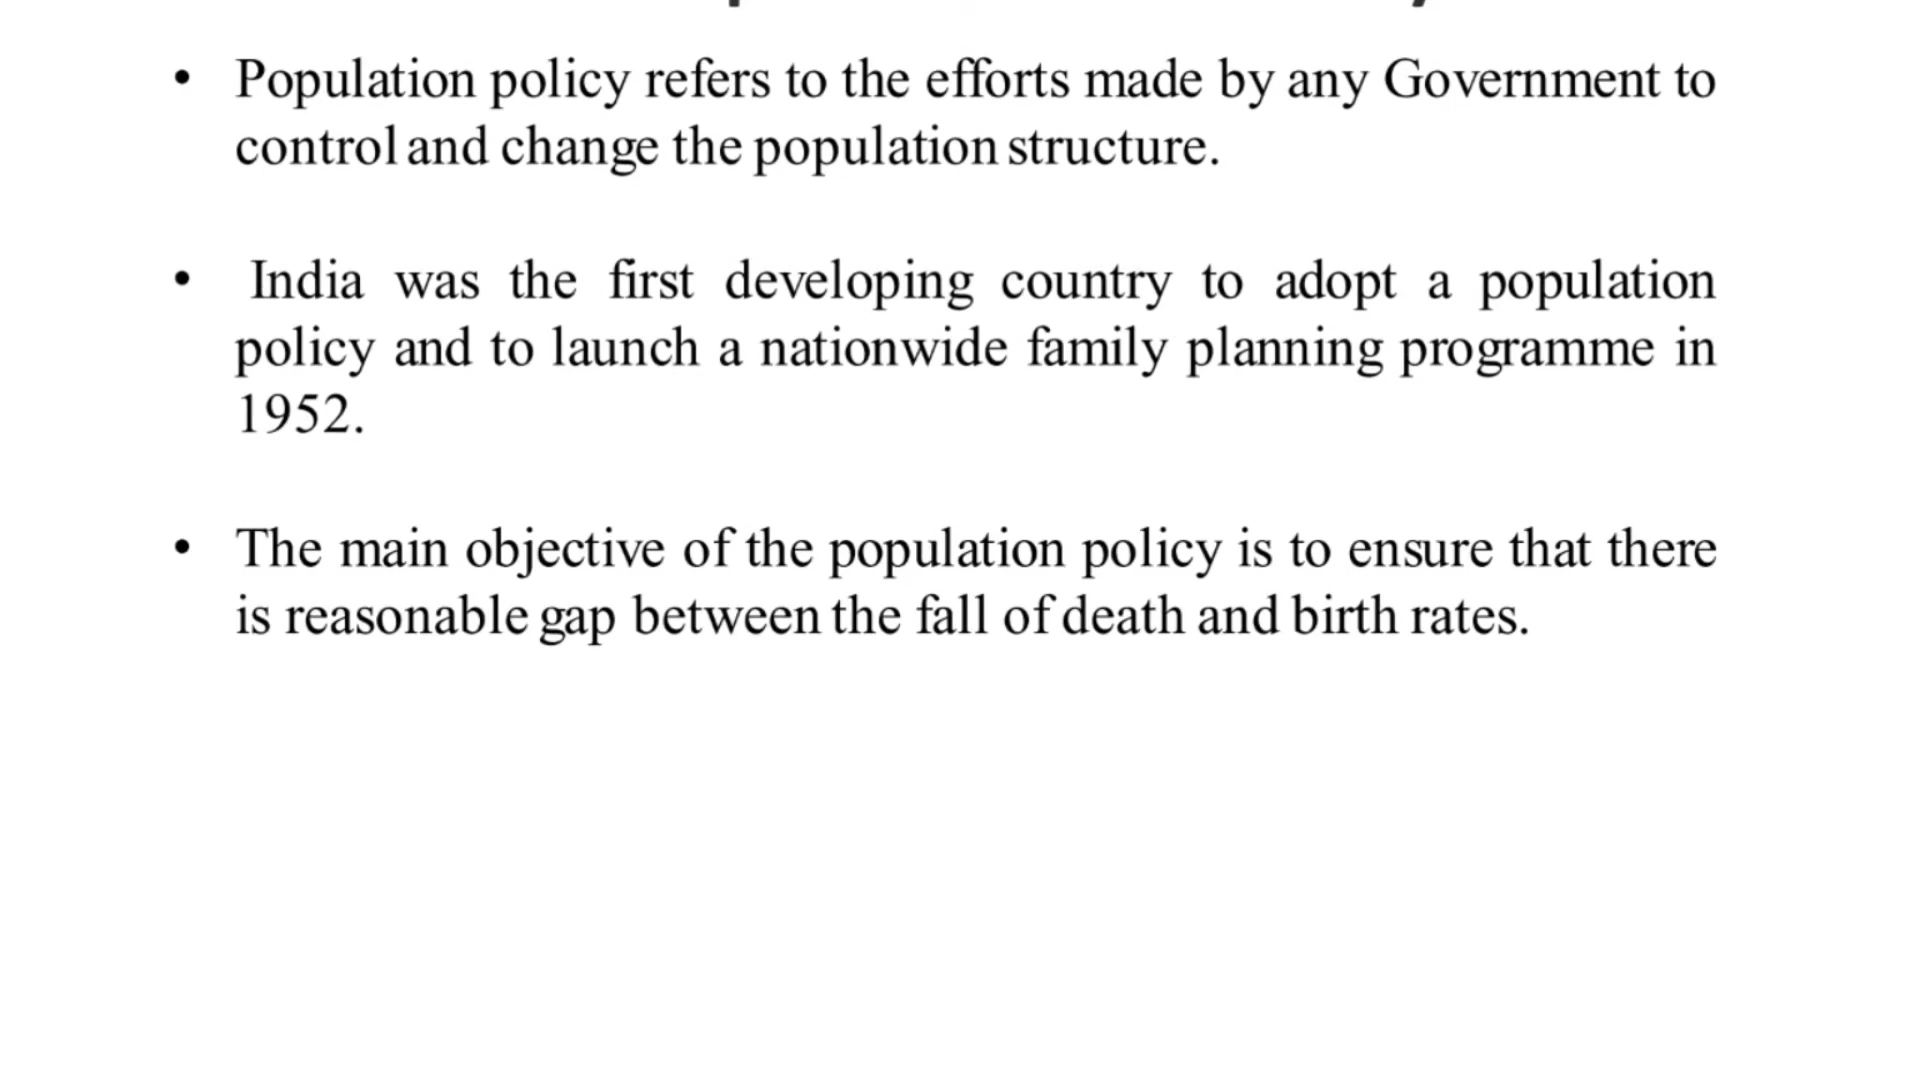 • Population policy refers to the efforts made by any Government to
control and change the population structure.
• India was the first developing country to adopt a population
policy and to launch a nationwide family planning programme in
1952.
• The main objective of the population policy is to ensure that there
is reasonable gap between the fall of death and birth rates.